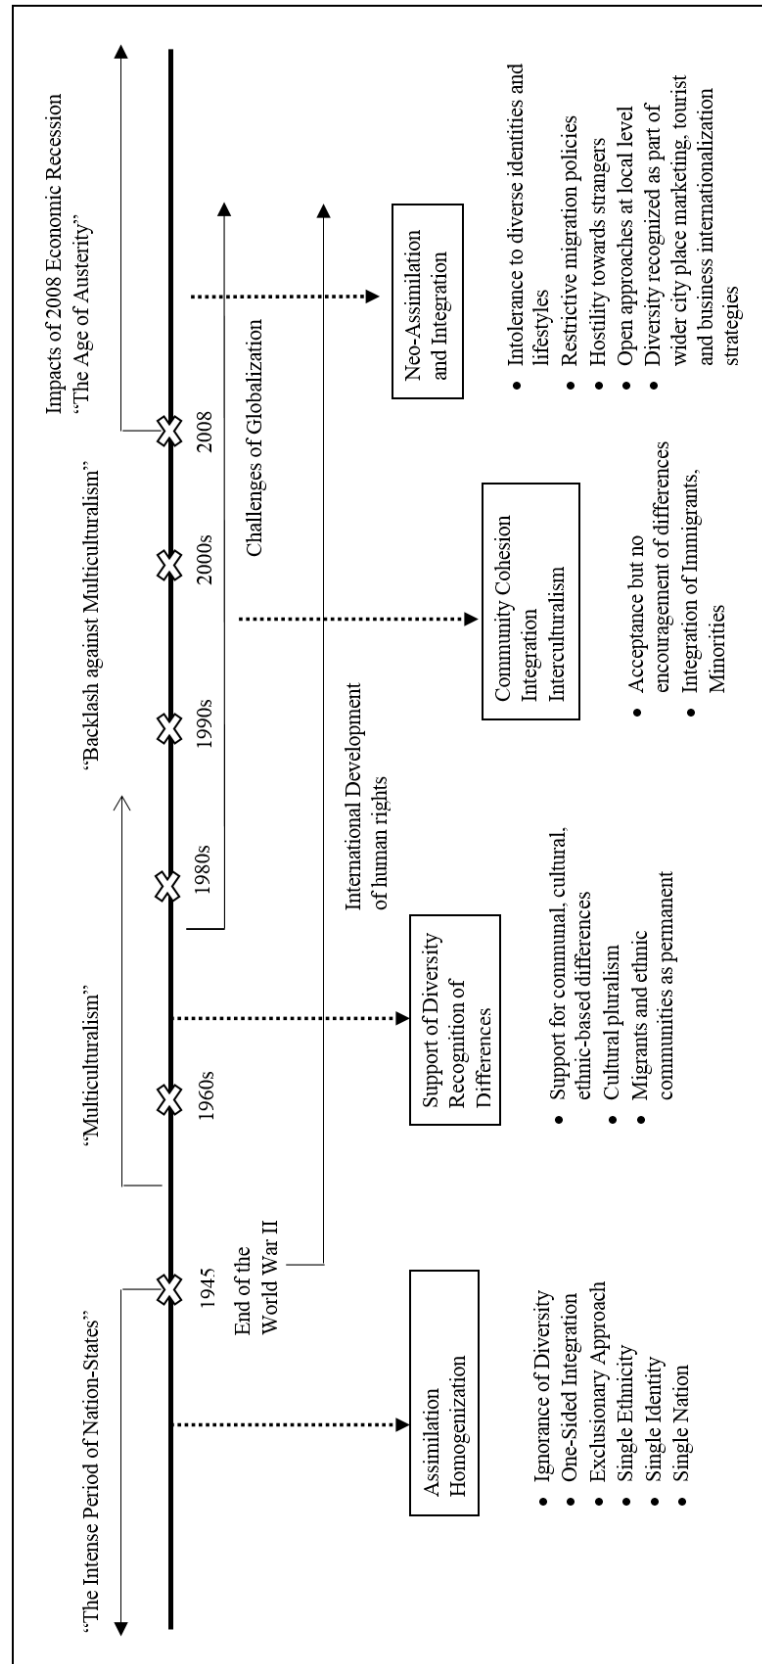 “The Intense Period of Nation-States”
“Multiculturalism”
“Backlash against Multiculturalism”
Impacts of 2008 Economic Recession
“The Age of Austerity”
1945
1960s
1980s
1990s
2000s
2008
End of the
World War II
Challenges of Globalization
International Development
of human rights
Assimilation
Homogenization
• Ignorance of Diversity
• One-Sided Integration
• Exclusionary Approach
• Single Ethnicity
• Single Identity
• Single Nation
Support of Diversity
Recognition of
Differences
• Support for communal, cultural,
ethnic-based differences
• Cultural pluralism
• Migrants and ethnic
communities as permanent
Community Cohesion
Integration
Interculturalism
• Acceptance but no
encouragement of differences
• Integration of Immigrants,
Minorities
Neo-Assimilation
and Integration
• Intolerance to diverse identities and
lifestyles
• Restrictive migration policies
• Hostility towards strangers
• Open approaches at local level
• Diversity recognized as part of
wider city place marketing, tourist
and business internationalization
strategies